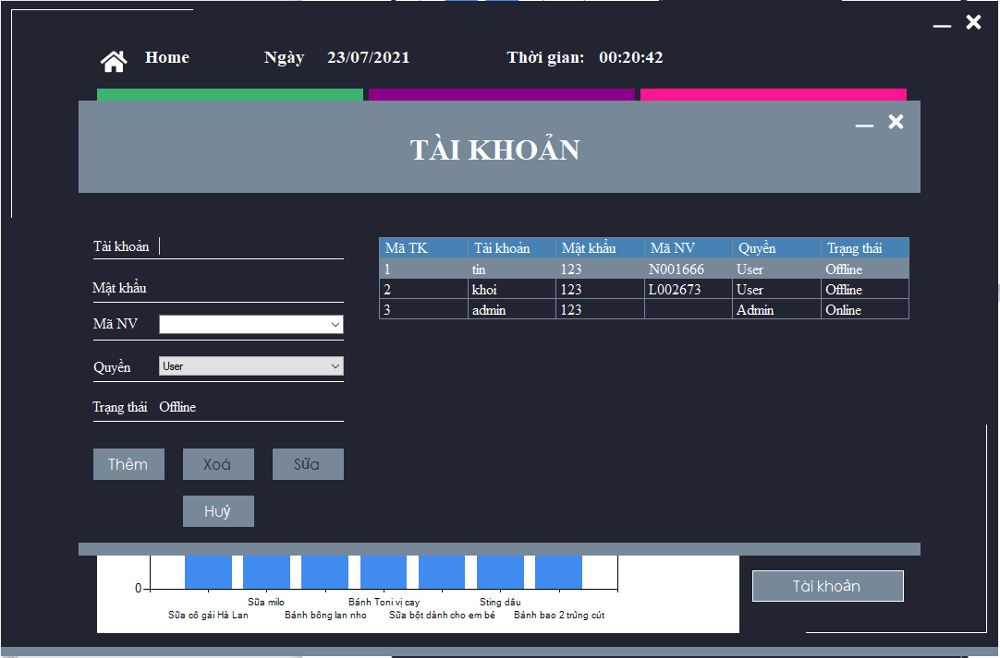 Home Ngày 23/07/2021 Thời gian: 00:20:42
TÀI KHOẢN
Tài khoản
Mật khẩu
Mã NV
Quyền User
Trạng thái Offline
Thêm Xoá Sửa
Huỷ
Mã TK Tài khoản Mật khẩu Mã NV Quyền Trạng thái
1 tín 123 N001666 User Offline
2 khoi 123 L002673 User Offline
3 admin 123 Admin Online
0
Sữa milo Bánh Toni vị cay Sting dâu
Sữa cô gái Hà Lan Bánh bông lan nho Sữa bột dành cho em bé Bánh bao 2 trứng cút
Tài khoản